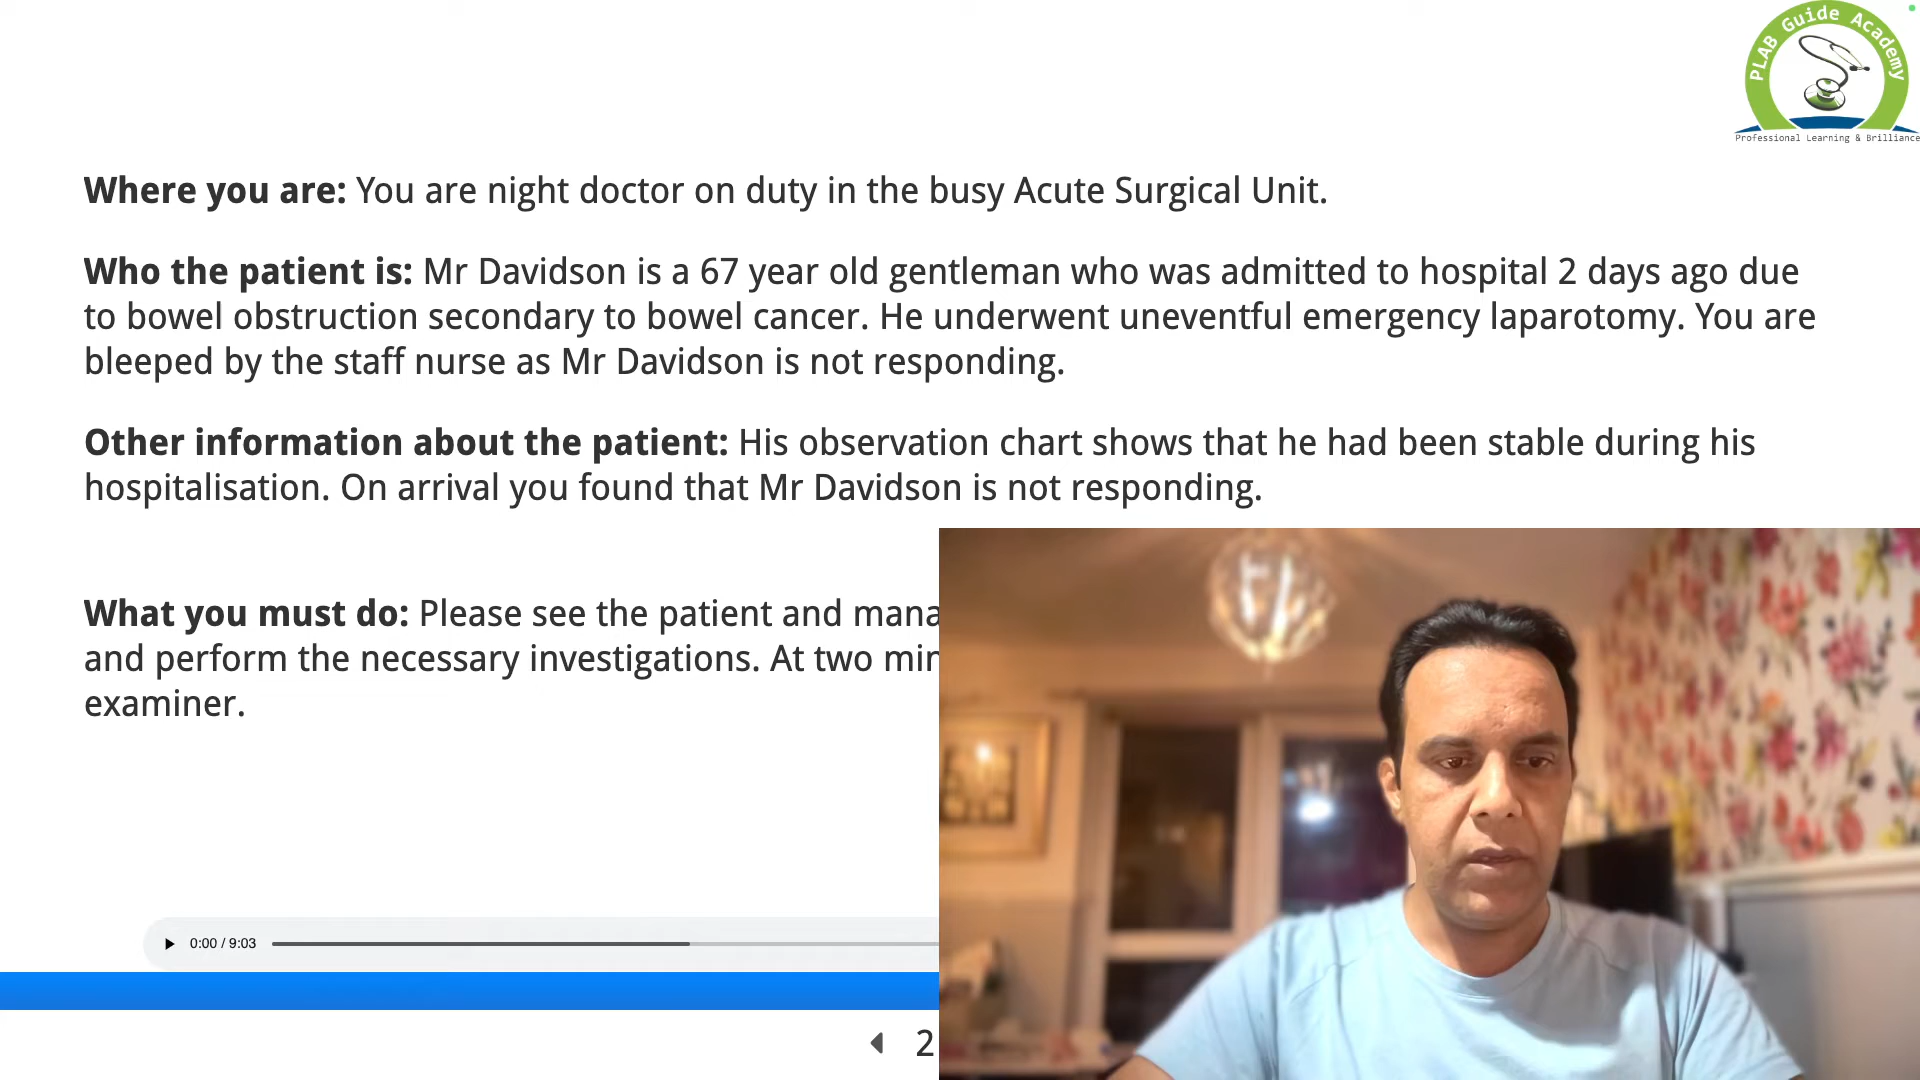 PLAB Guide Academy
Professional Learning & Brilliance
Where you are: You are night doctor on duty in the busy Acute Surgical Unit.
Who the patient is: Mr Davidson is a 67 year old gentleman who was admitted to hospital 2 days ago due
to bowel obstruction secondary to bowel cancer. He underwent uneventful emergency laparotomy. You are
bleeped by the staff nurse as Mr Davidson is not responding.
Other information about the patient: His observation chart shows that he had been stable during his
hospitalisation. On arrival you found that Mr Davidson is not responding.
What you must do: Please see the patient and mana
and perform the necessary investigations. At two min
examiner.
0:00 / 9:03
2